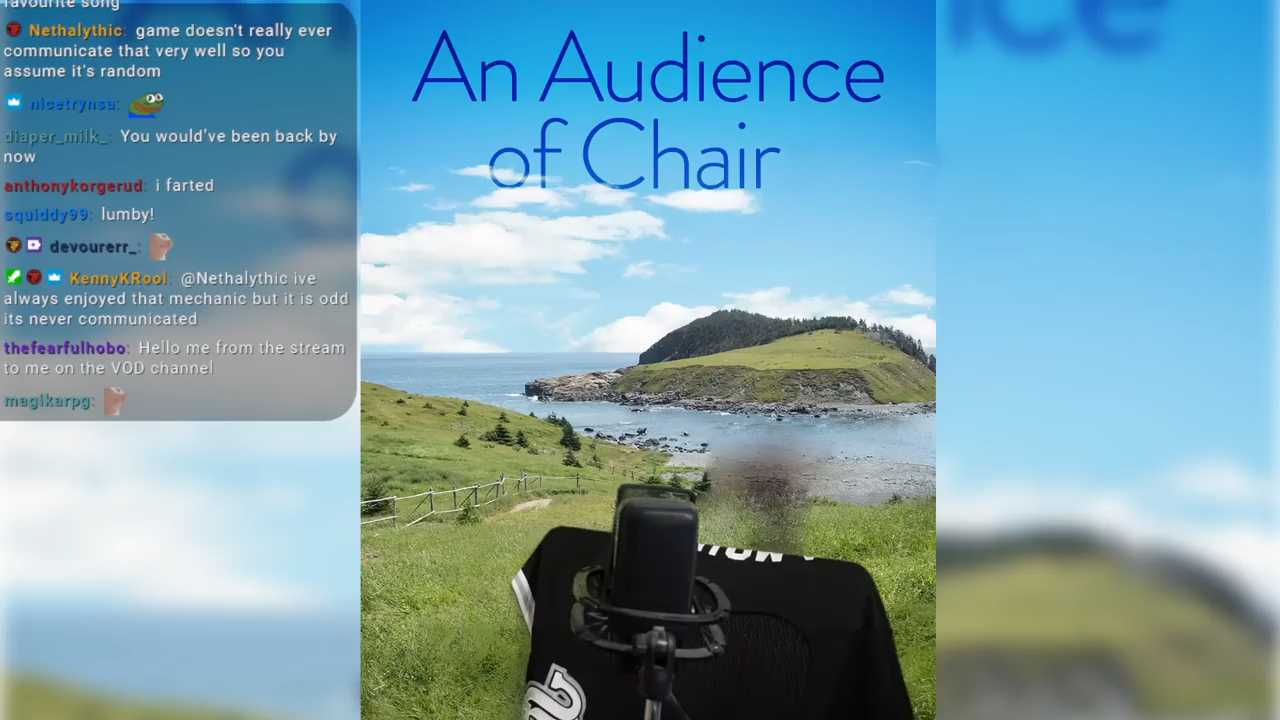 favourite song
Nethalythic: game doesn't really ever
communicate that very well so you
assume it's random
nicetrynsa:
diaper_milk_: You would've been back by
now
anthonykorgerud: i farted
squiddy99: lumby!
devourerr_:
KennyKRool: @Nethalythic ive
always enjoyed that mechanic but it is odd
its never communicated
thefearfulhobo: Hello me from the stream
to me on the VOD channel
magikarpg:
An Audience
of Chair